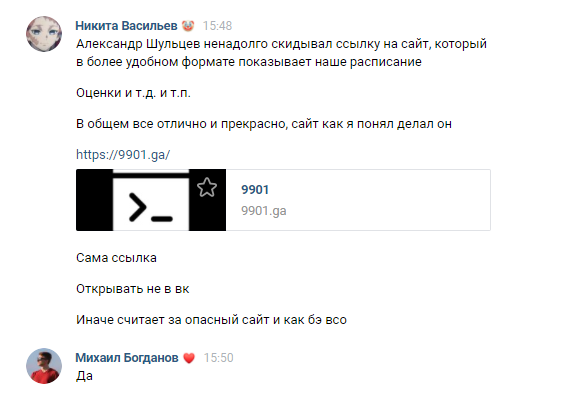 Никита Васильев 15:48
Александр Шульцев ненадолго скидывал ссылку на сайт, который
в более удобном формате показывает наше расписание
Оценки и т.д. и т.п.
В общем все отлично и прекрасно, сайт как я понял делал он
https://9901.ga/
9901
9901.ga
Сама ссылка
Открывать не в вк
Иначе считает за опасный сайт и как бэ всо
Михаил Богданов 15:50
Да